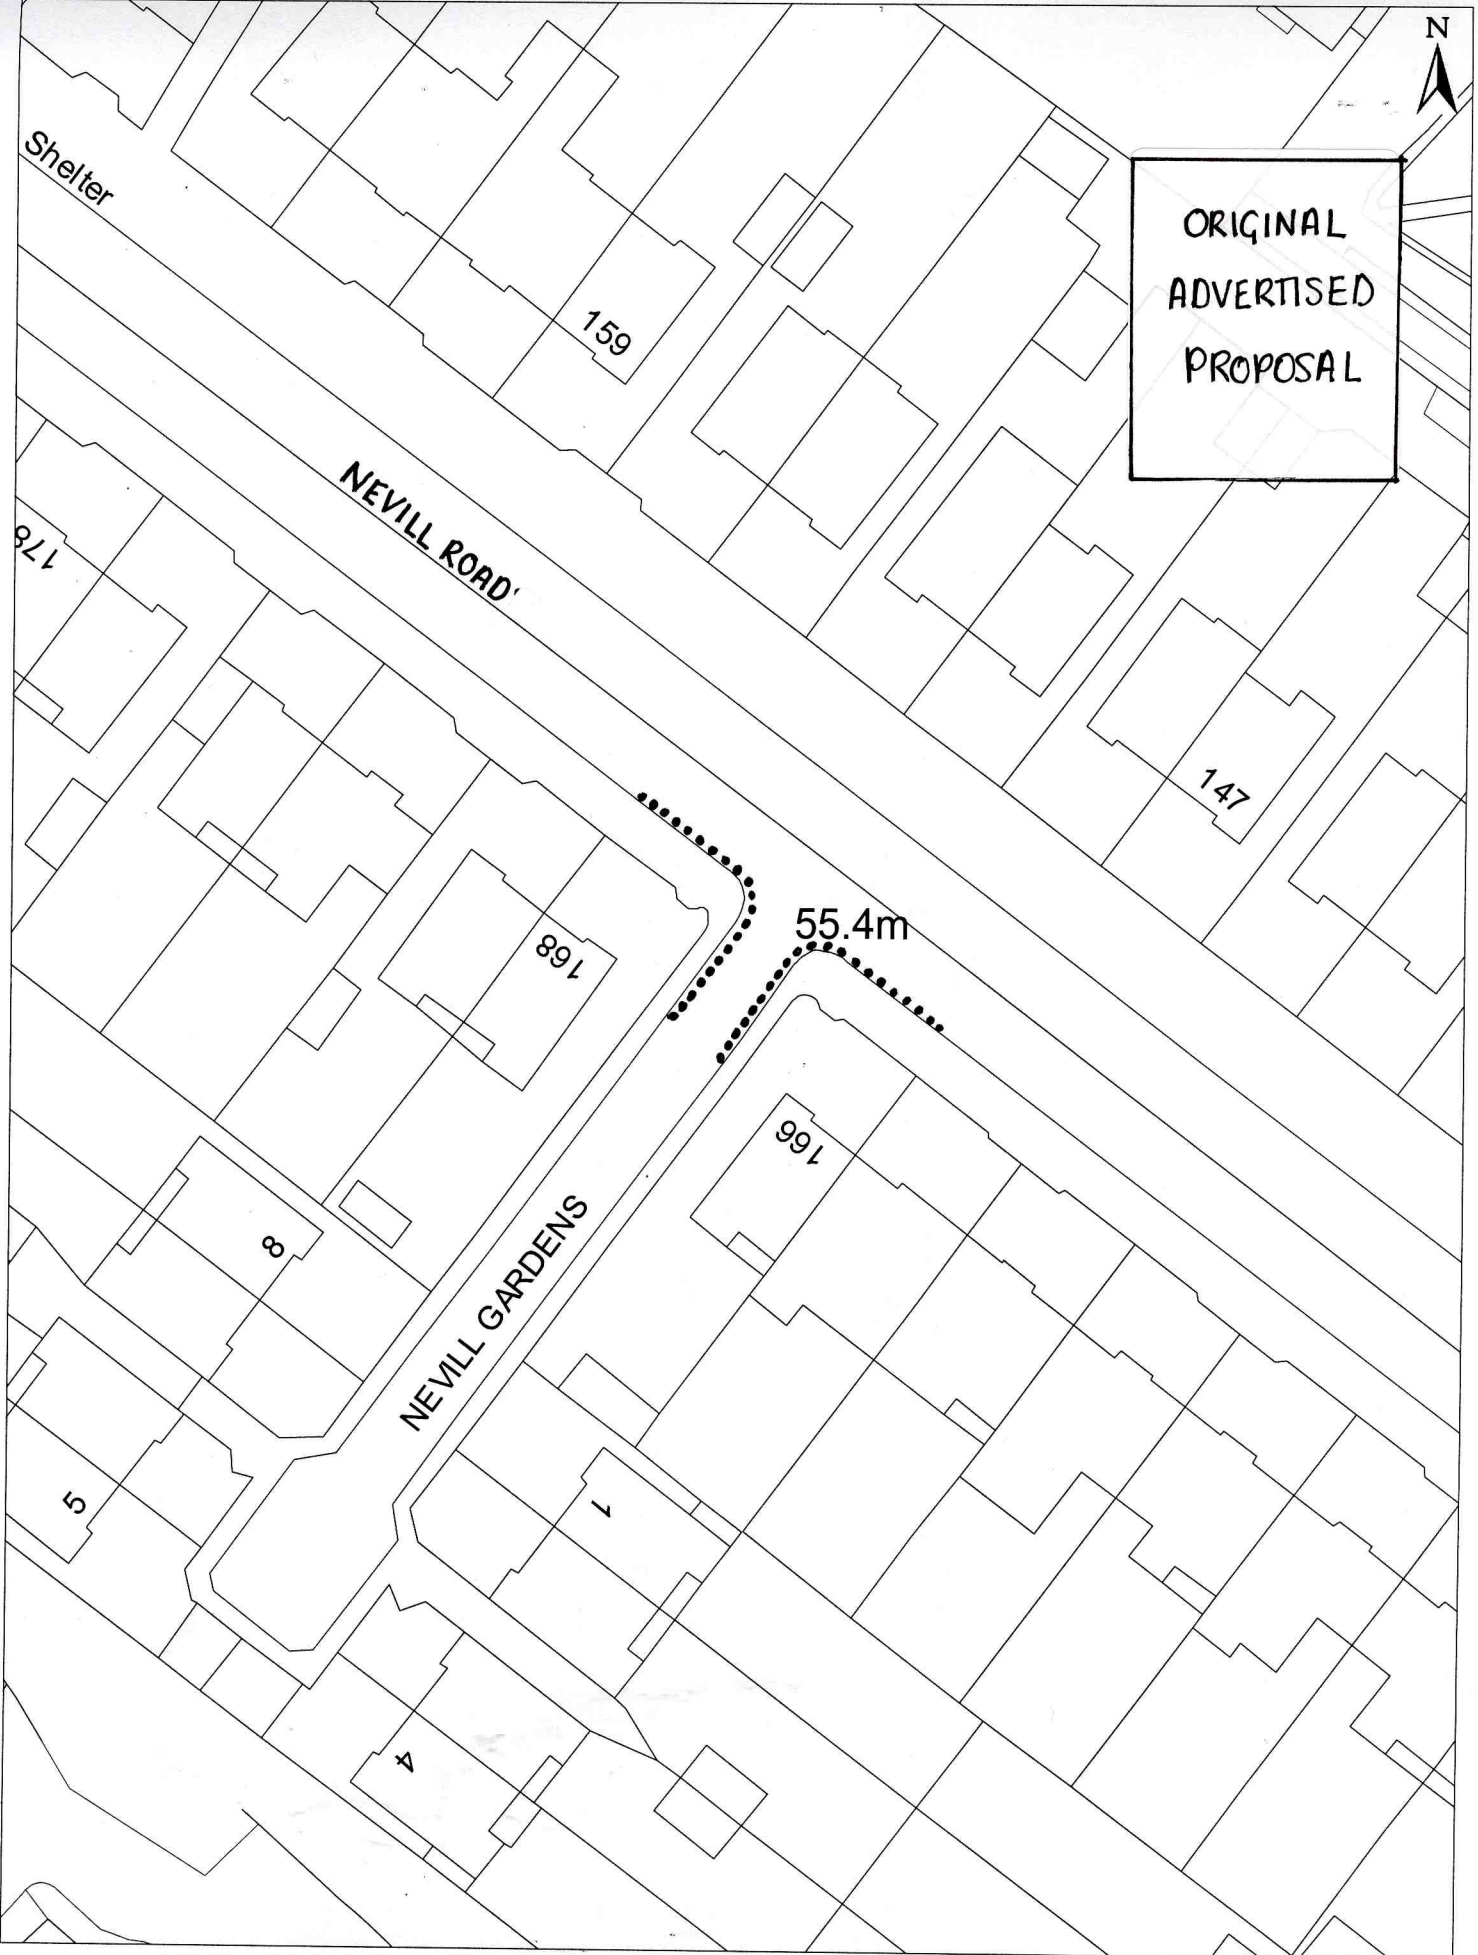 N
Shelter
ORIGINAL
ADVERTISED
PROPOSAL
159
NEVILL ROAD
178
147
55.4m
168
166
8
NEVILL GARDENS
5
1
4